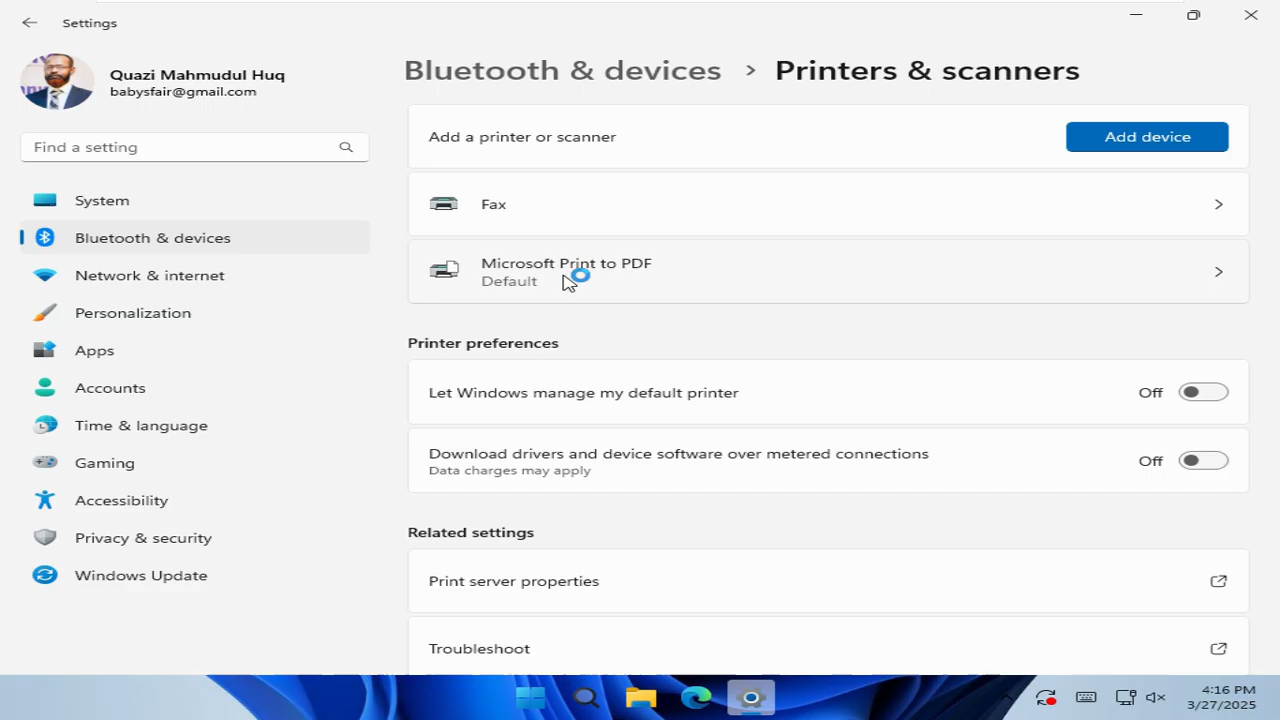 Settings
Quazi Mahmudul Huq
babysfair@gmail.com
Find a setting
System
Bluetooth & devices
Network & internet
Personalization
Apps
Accounts
Time & language
Gaming
Accessibility
Privacy & security
Windows Update
Bluetooth & devices > Printers & scanners
Add a printer or scanner
Add device
Fax
Microsoft Print to PDF
Default
Printer preferences
Let Windows manage my default printer
Off
Download drivers and device software over metered connections
Data charges may apply
Off
Related settings
Print server properties
Troubleshoot
4:16 PM
3/27/2025